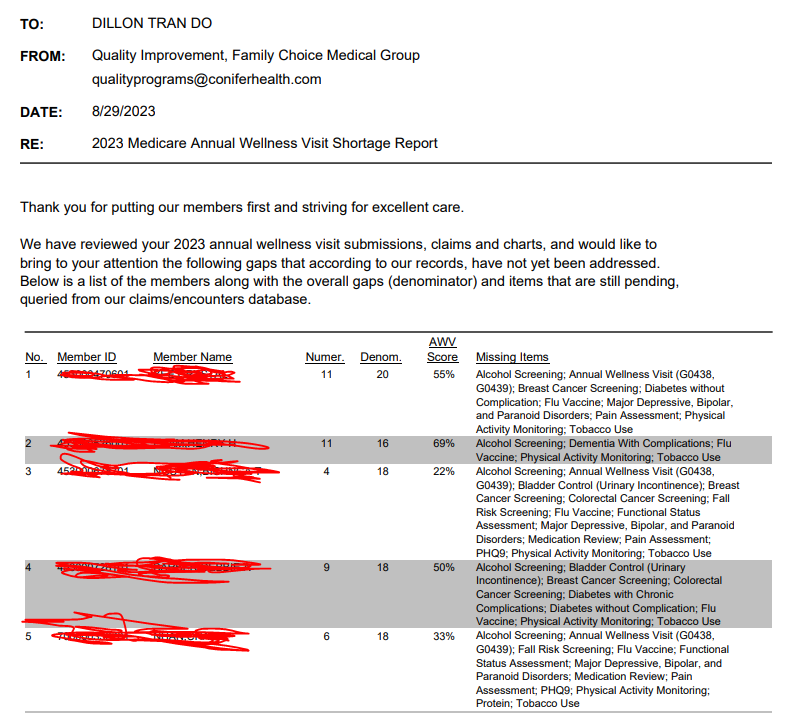 TO: DILLON TRAN DO
FROM: Quality Improvement, Family Choice Medical Group
qualityprograms@coniferhealth.com
DATE: 8/29/2023
RE: 2023 Medicare Annual Wellness Visit Shortage Report
Thank you for putting our members first and striving for excellent care.
We have reviewed your 2023 annual wellness visit submissions, claims and charts, and would like to
bring to your attention the following gaps that according to our records, have not yet been addressed.
Below is a list of the members along with the overall gaps (denominator) and items that are still pending,
queried from our claims/encounters database.
AWV
No. Member ID Member Name Numer. Denom. Score Missing Items
1 11 20 55% Alcohol Screening; Annual Wellness Visit (G0438,
G0439); Breast Cancer Screening; Diabetes without
Complication; Flu Vaccine; Major Depressive, Bipolar,
and Paranoid Disorders; Pain Assessment; Physical
Activity Monitoring; Tobacco Use
2 11 16 69% Alcohol Screening; Dementia With Complications; Flu
Vaccine; Physical Activity Monitoring; Tobacco Use
3 4 18 22% Alcohol Screening; Annual Wellness Visit (G0438,
G0439); Bladder Control (Urinary Incontinence); Breast
Cancer Screening; Colorectal Cancer Screening; Fall
Risk Screening; Flu Vaccine; Functional Status
Assessment; Major Depressive, Bipolar, and Paranoid
Disorders; Medication Review; Pain Assessment;
PHQ9; Physical Activity Monitoring; Tobacco Use
4 9 18 50% Alcohol Screening; Bladder Control (Urinary
Incontinence); Breast Cancer Screening; Colorectal
Cancer Screening; Diabetes with Chronic
Complications; Diabetes without Complication; Flu
Vaccine; Physical Activity Monitoring; Tobacco Use
5 6 18 33% Alcohol Screening; Annual Wellness Visit (G0438,
G0439); Fall Risk Screening; Flu Vaccine; Functional
Status Assessment; Major Depressive, Bipolar, and
Paranoid Disorders; Medication Review; Pain
Assessment; PHQ9; Physical Activity Monitoring;
Protein; Tobacco Use